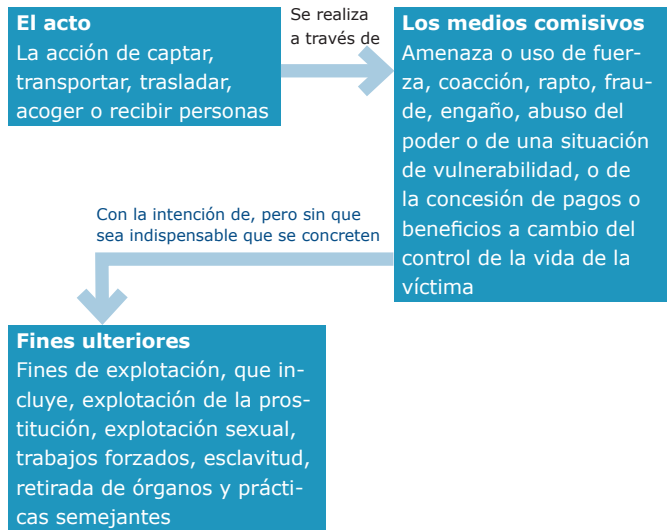 El acto
La acción de captar,
transportar, trasladar,
acoger o recibir personas
Se realiza
a través de
Los medios comisivos
Amenaza o uso de fuer-
za, coacción, rapto, frau-
de, engaño, abuso del
poder o de una situación
de vulnerabilidad, o de
la concesión de pagos o
beneficios a cambio del
control de la vida de la
víctima
Con la intención de, pero sin que
sea indispensable que se concreten
Fines ulteriores
Fines de explotación, que in-
cluye, explotación de la pros-
titución, explotación sexual,
trabajos forzados, esclavitud,
retirada de órganos y prácti-
cas semejantes